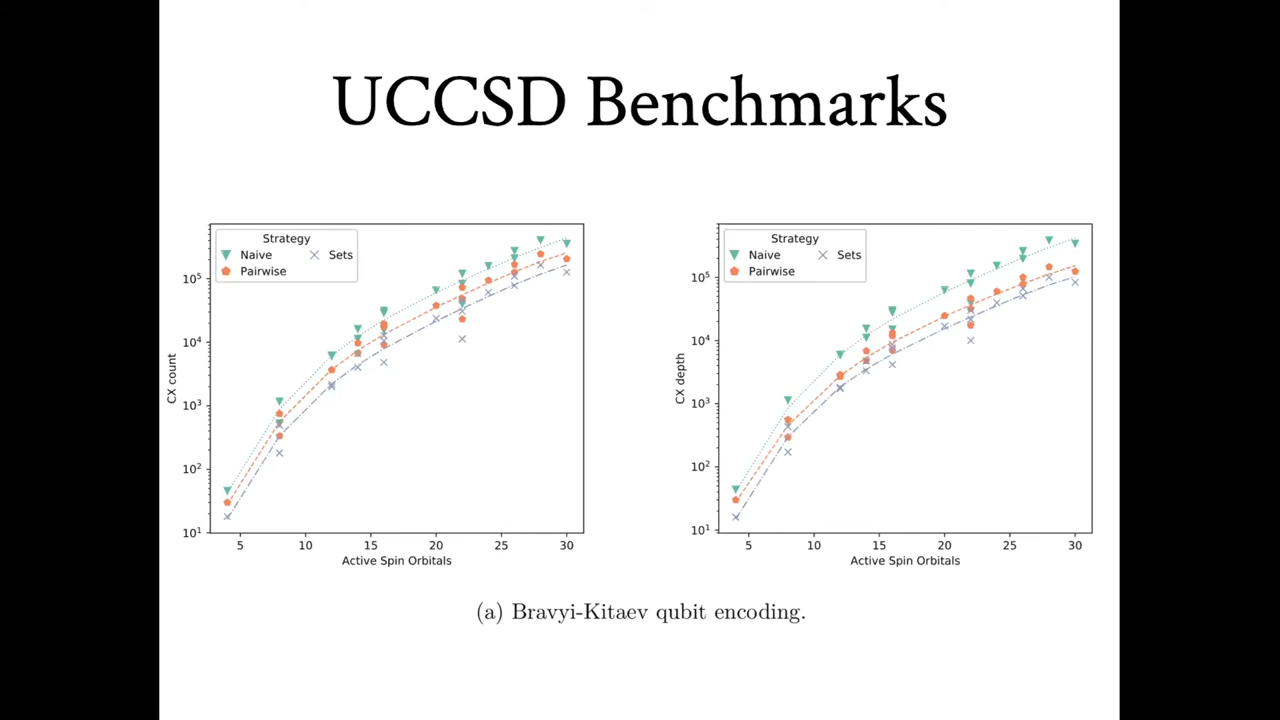 UCCSD Benchmarks
Strategy
Naive Sets
Pairwise
CX count
10^5
10^4
10^3
10^2
10^1
5 10 15 20 25 30
Active Spin Orbitals
Strategy
Naive Sets
Pairwise
CX depth
10^5
10^4
10^3
10^2
10^1
5 10 15 20 25 30
Active Spin Orbitals
(a) Bravyi-Kitaev qubit encoding.